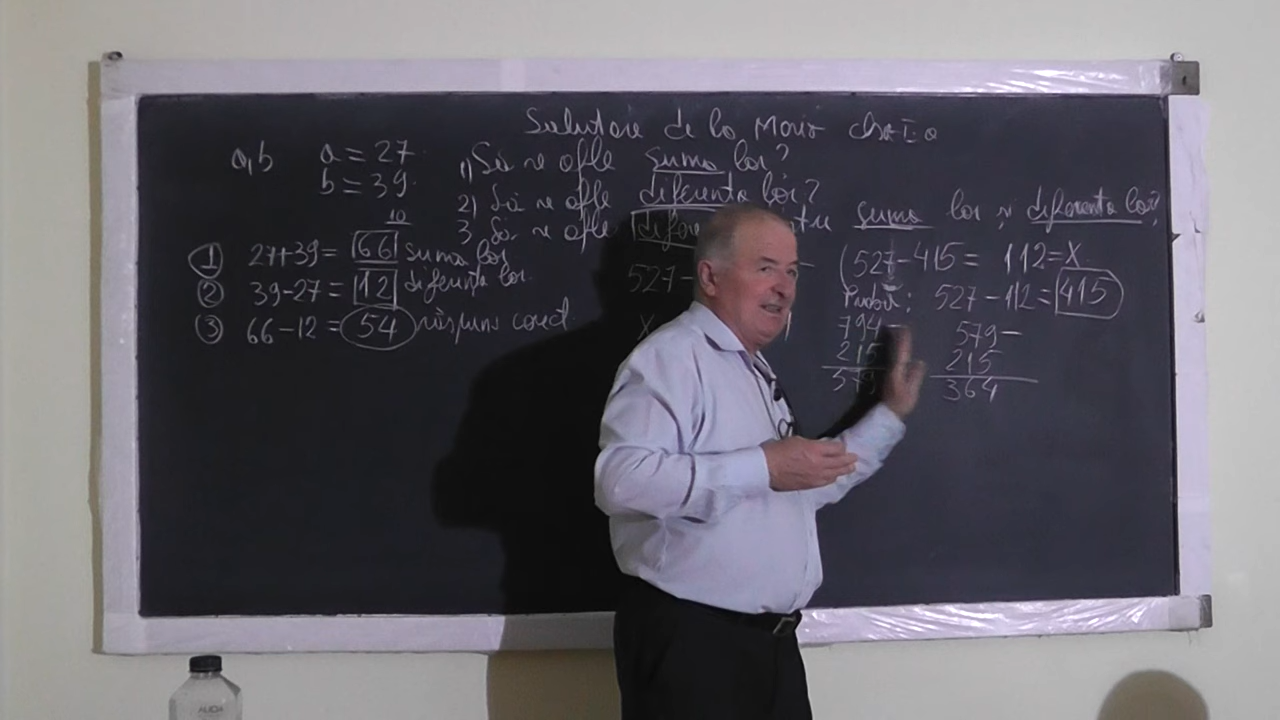 Salutare de la
a,b a = 27 1) Să se afle suma lor?
b = 39 2) Să se afle diferența lor?
3 Să se afle suma lor și diferența lor?
10
1 27+39 = 66 suma lor
2 39-27 = 12 diferența lor.
3 66-12 = 54 răspuns corect.
527-
X
(527-415 = 112 = X
Proba: 527-112 = 415
794
215
579
579-
215
364